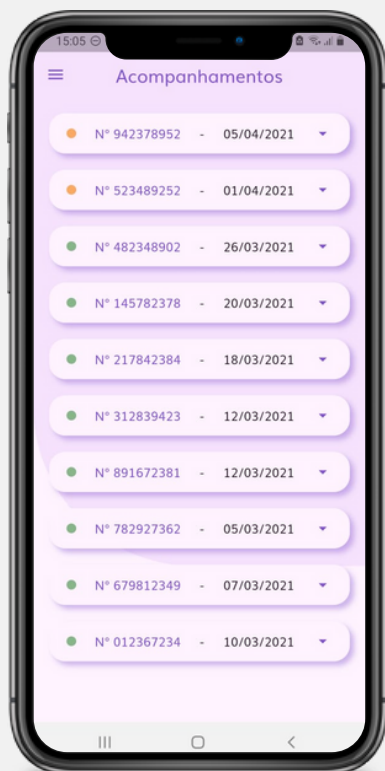 15:05
Acompanhamentos
N° 942378952 - 05/04/2021
N° 523489252 - 01/04/2021
N° 482348902 - 26/03/2021
N° 145782378 - 20/03/2021
N° 217842384 - 18/03/2021
N° 312839423 - 12/03/2021
N° 891672381 - 12/03/2021
N° 782927362 - 05/03/2021
N° 679812349 - 07/03/2021
N° 012367234 - 10/03/2021